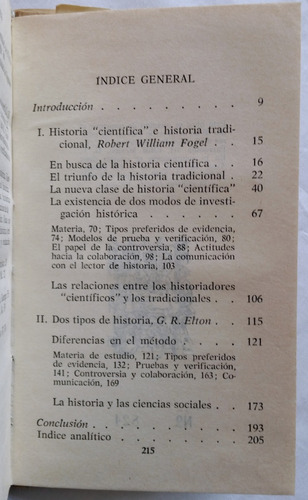 INDICE GENERAL
Introducción . . . . . . . . . 9
I. Historia "científica" e historia tradi-
cional, Robert William Fogel . . . 15
En busca de la historia científica . . 16
El triunfo de la historia tradicional . 22
La nueva clase de historia "científica" 40
La existencia de dos modos de investi-
gación histórica . . . . . . 67
Materia, 70; Tipos preferidos de evidencia,
74; Modelos de prueba y verificación, 80;
El papel de la controversia, 88; Actitudes
hacia la colaboración, 98; La comunicación
con el lector de historia, 103
Las relaciones entre los historiadores
"científicos" y los tradicionales . . 106
II. Dos tipos de historia, G. R. Elton . . 115
Diferencias en el método . . . . 121
Materia de estudio, 121; Tipos preferidos
de evidencia, 132; Pruebas y verificación,
141; Controversia y colaboración, 163; Co-
municación, 169
La historia y las ciencias sociales . . 173
Conclusión . . . . . . . . . 193
Indice analítico . . . . . . . . 205
215